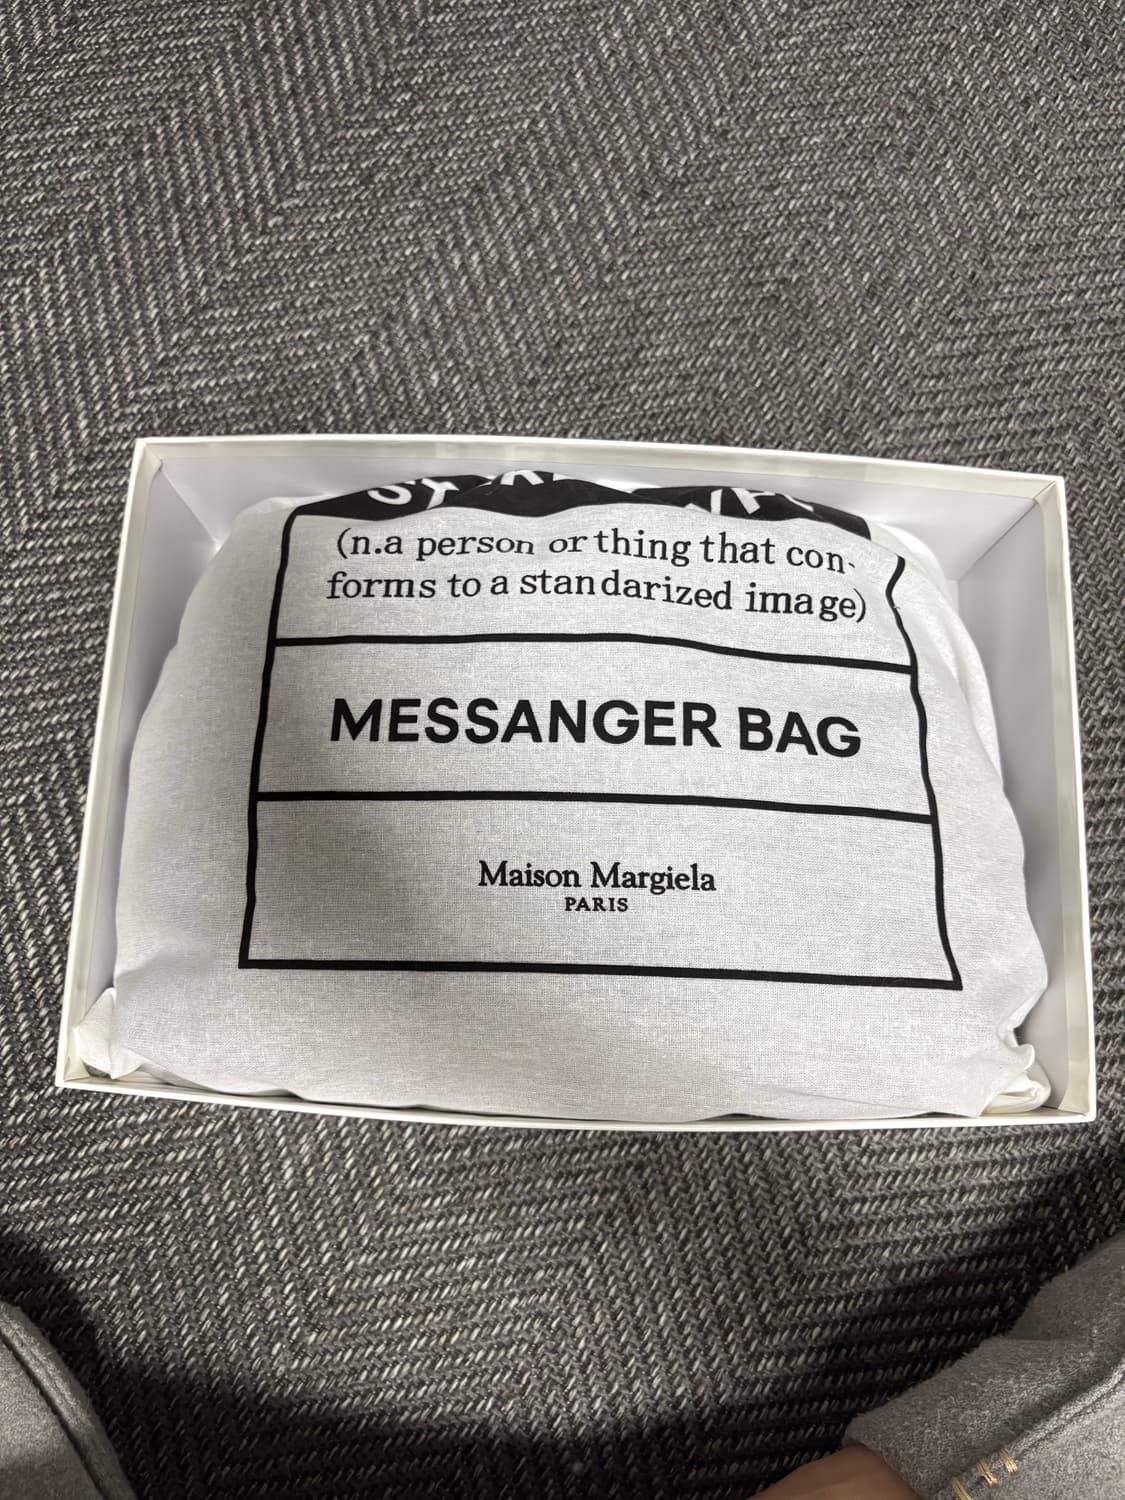 (n.a person or thing that con-
forms to a standarized image)
MESSANGER BAG
Maison Margiela
PARIS